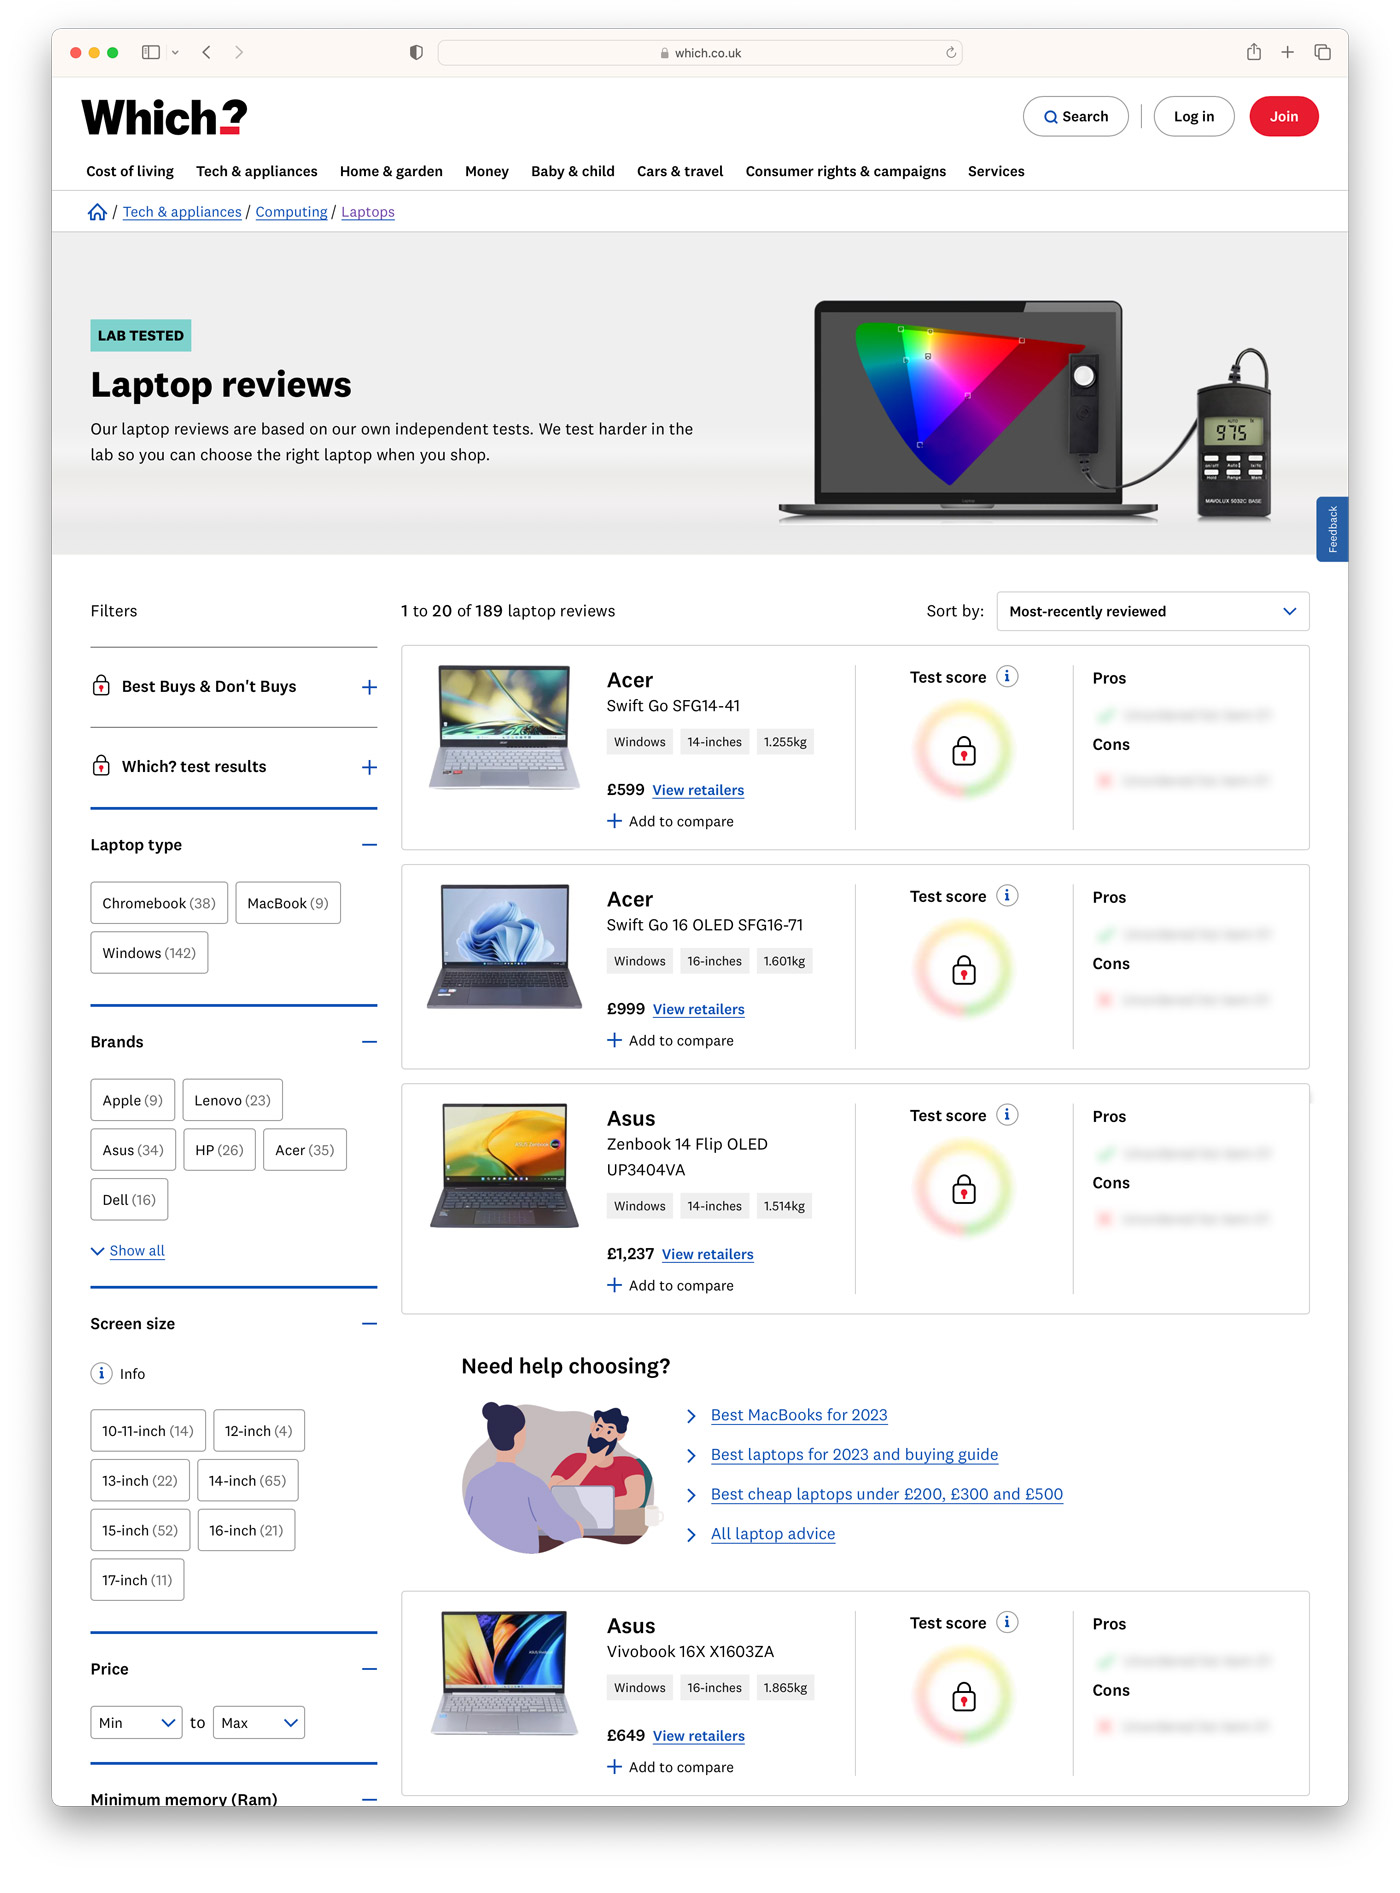 which.co.uk
Which?
Search
Log in
Join
Cost of living
Tech & appliances
Home & garden
Money
Baby & child
Cars & travel
Consumer rights & campaigns
Services
/ Tech & appliances / Computing / Laptops
LAB TESTED
Laptop reviews
Our laptop reviews are based on our own independent tests. We test harder in the
lab so you can choose the right laptop when you shop.
975
MAVOLUX 5032C BASE
Feedback
Filters
1 to 20 of 189 laptop reviews
Sort by:
Most-recently reviewed
Best Buys & Don't Buys
Which? test results
Laptop type
Chromebook (38)
MacBook (9)
Windows (142)
Brands
Apple (9)
Lenovo (23)
Asus (34)
HP (26)
Acer (35)
Dell (16)
Show all
Screen size
Info
10-11-inch (14)
12-inch (4)
13-inch (22)
14-inch (65)
15-inch (52)
16-inch (21)
17-inch (11)
Price
Min
to
Max
Minimum memory (Ram)
Acer
Swift Go SFG14-41
Windows
14-inches
1.255kg
£599 View retailers
Add to compare
Test score
Pros
Cons
Acer
Swift Go 16 OLED SFG16-71
Windows
16-inches
1.601kg
£999 View retailers
Add to compare
Test score
Pros
Cons
Asus
Zenbook 14 Flip OLED
UP3404VA
Windows
14-inches
1.514kg
£1,237 View retailers
Add to compare
Test score
Pros
Cons
Need help choosing?
Best MacBooks for 2023
Best laptops for 2023 and buying guide
Best cheap laptops under £200, £300 and £500
All laptop advice
Asus
Vivobook 16X X1603ZA
Windows
16-inches
1.865kg
£649 View retailers
Add to compare
Test score
Pros
Cons